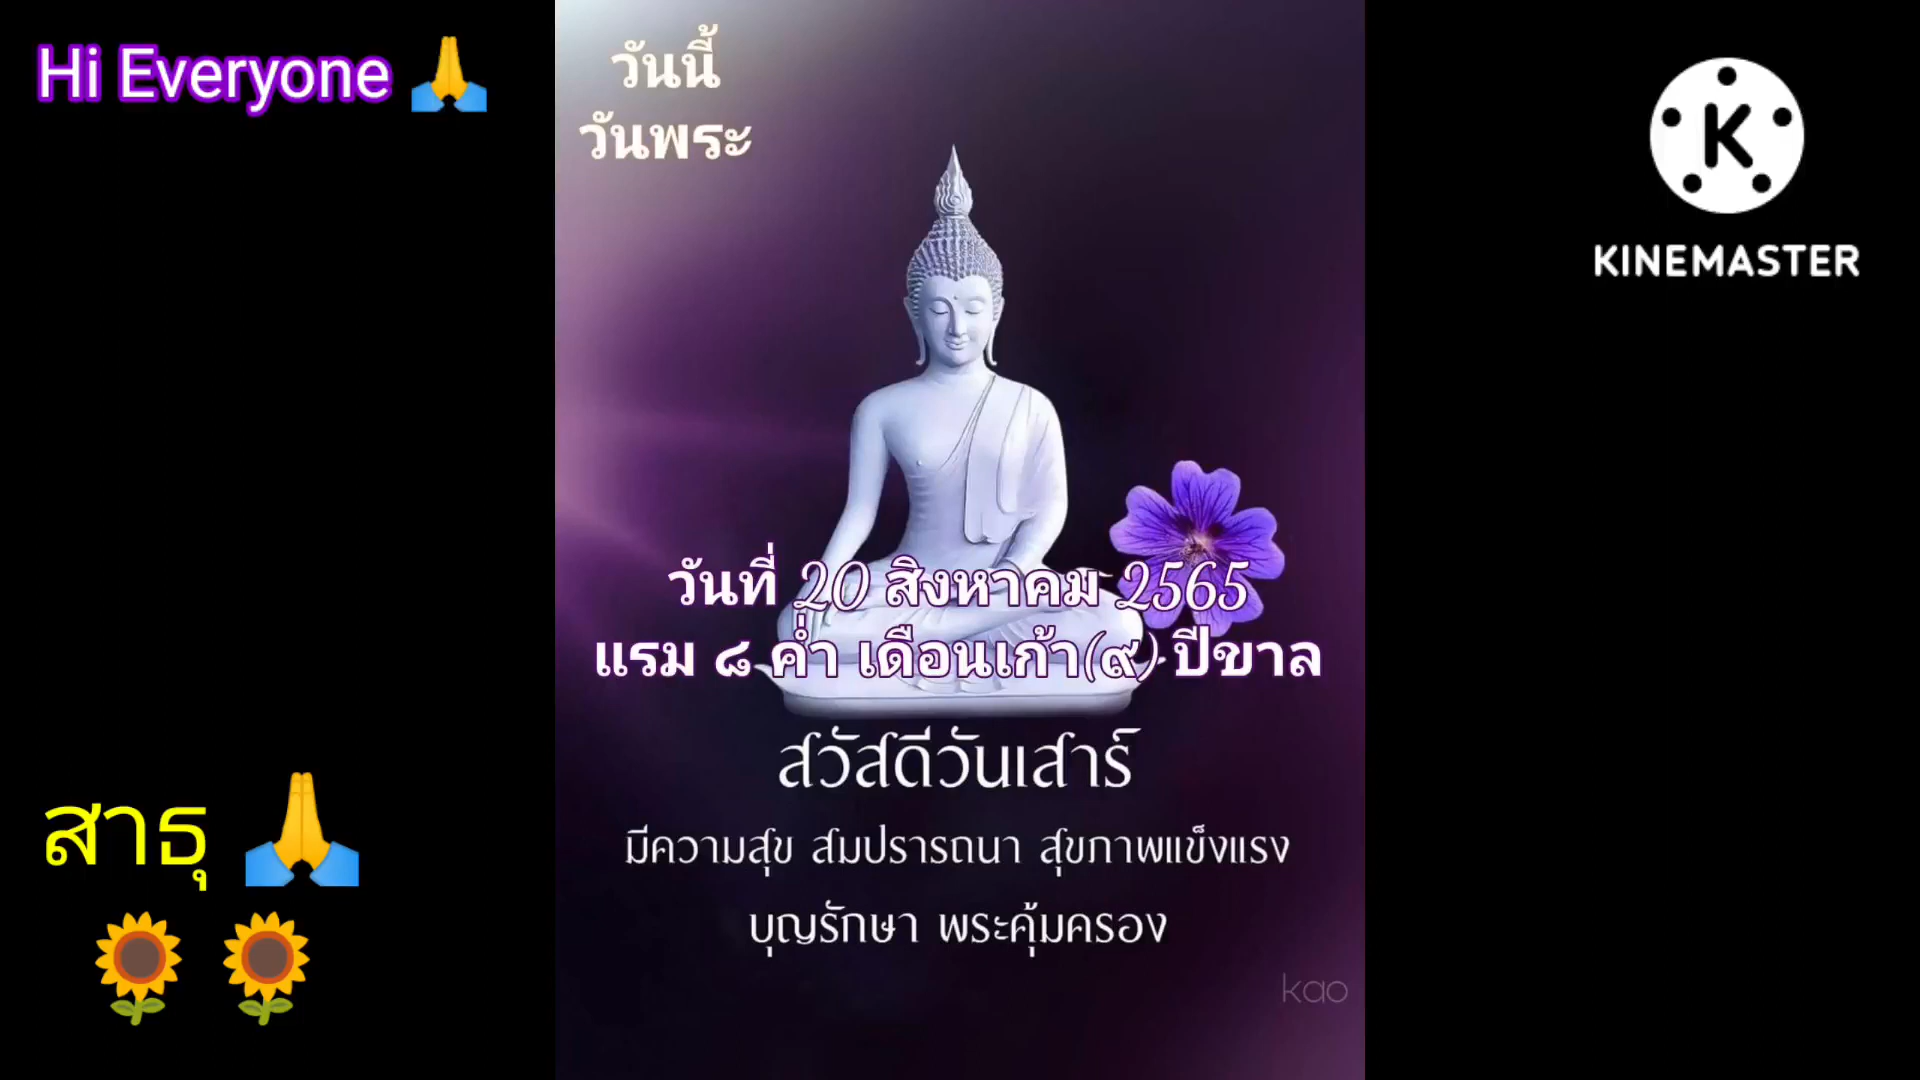 Hi Everyone 🙏
วันนี้
วันพระ
K
KINEMASTER
วันที่ 20 สิงหาคม 2565
แรม ๘ ค่ำ เดือนเก้า(๙) ปีขาล
สวัสดีวันเสาร์
มีความสุข สมปรารถนา สุขภาพแข็งแรง
บุญรักษา พระคุ้มครอง
สาธุ 🙏
kao